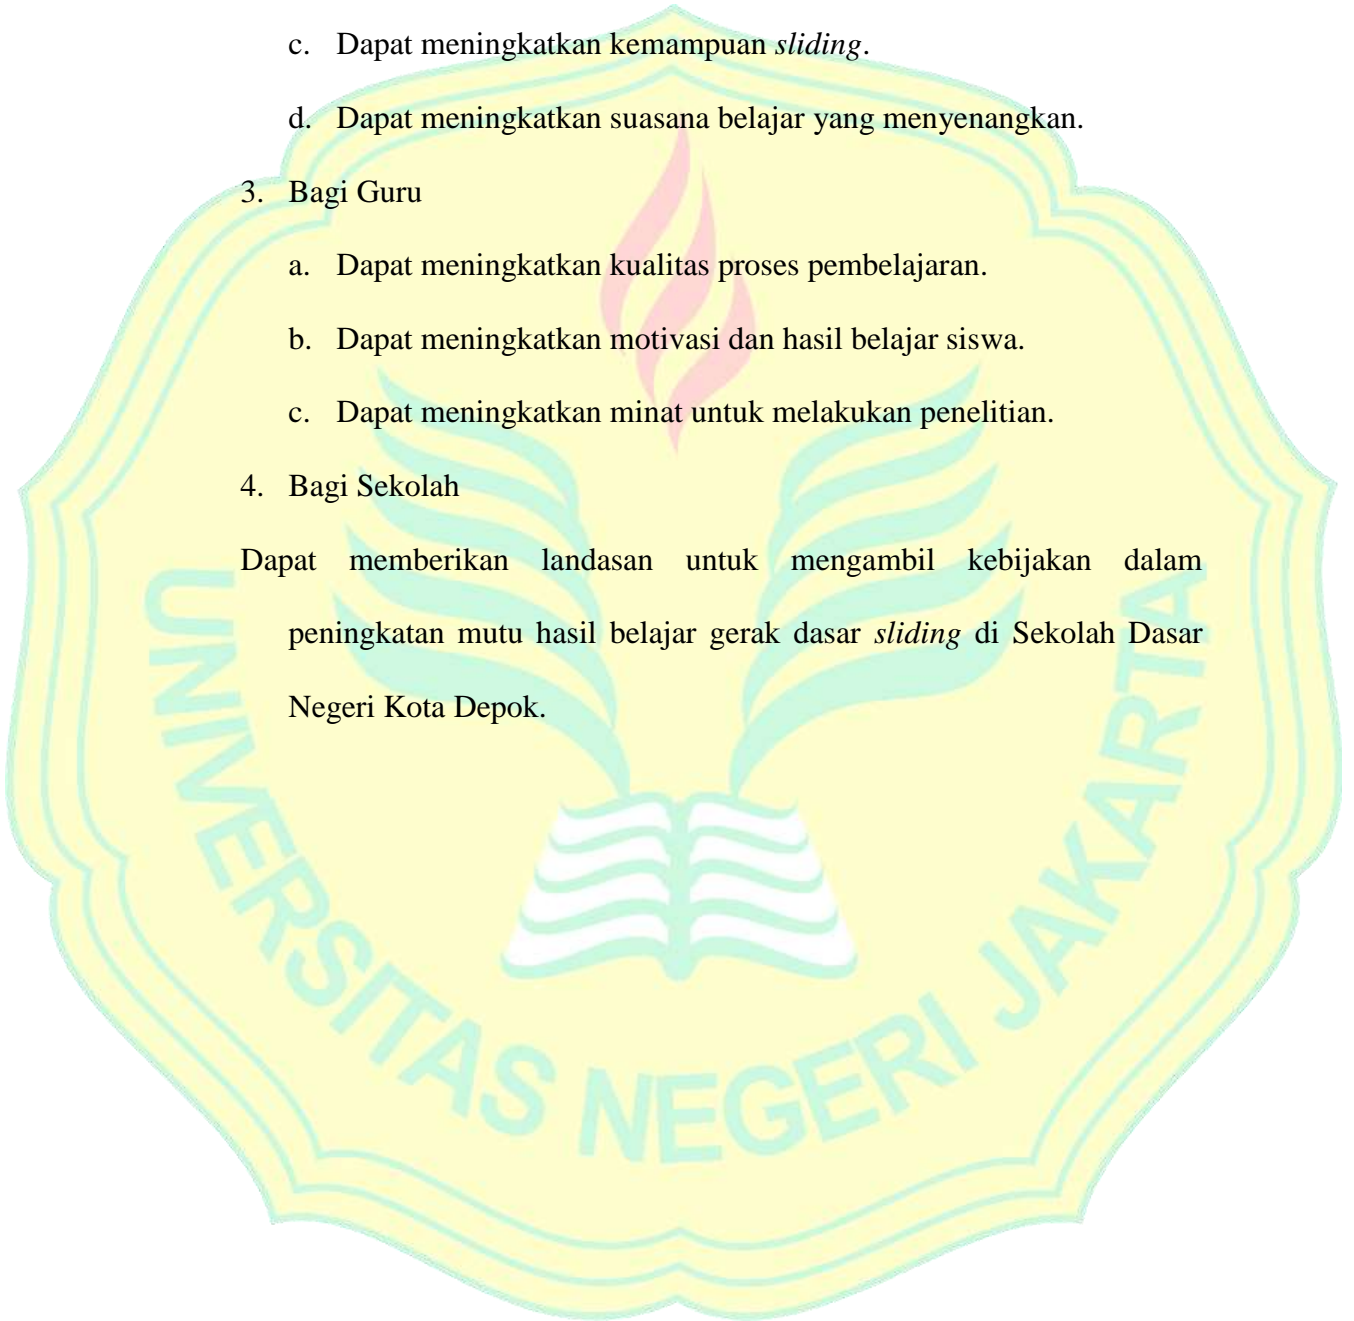 c. Dapat meningkatkan kemampuan sliding.
d. Dapat meningkatkan suasana belajar yang menyenangkan.
3. Bagi Guru
a. Dapat meningkatkan kualitas proses pembelajaran.
b. Dapat meningkatkan motivasi dan hasil belajar siswa.
c. Dapat meningkatkan minat untuk melakukan penelitian.
4. Bagi Sekolah
Dapat memberikan landasan untuk mengambil kebijakan dalam
peningkatan mutu hasil belajar gerak dasar sliding di Sekolah Dasar
Negeri Kota Depok.
UNIVERSITAS NEGERI JAKARTA